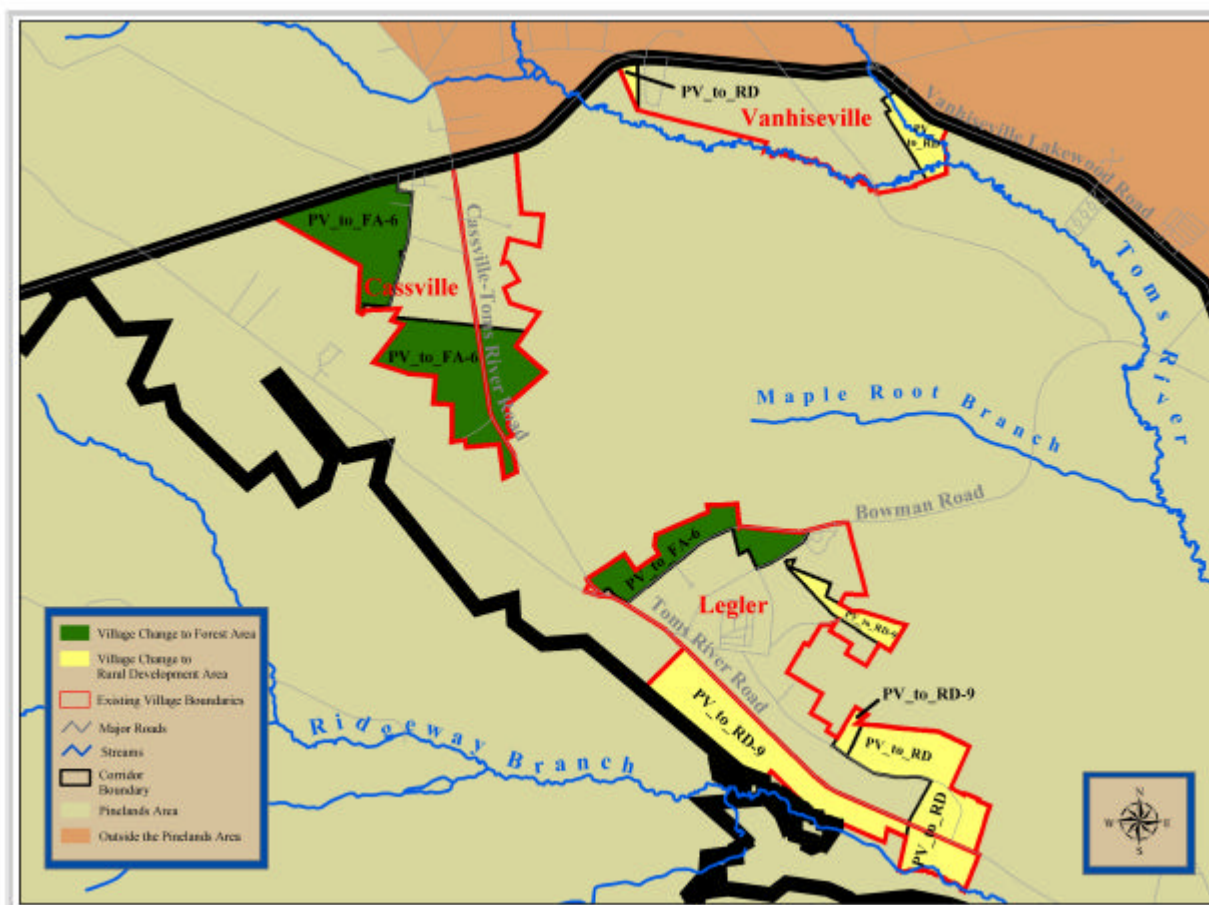 PV_to_RD
Vanhiseville
PV_
to_RD
Vanhiseville Lakewood Road
PV_to_FA-6
Cassville
Cassville-Toms River Road
PV_to_FA-6
Toms River
Maple Root Branch
Bowman Road
PV_to_FA-6
Legler
PV_to_RD-9
Toms River Road
PV_to_RD-9
PV_to_RD-9
PV_to_RD
PV_to_RD
Ridgeway Branch
Village Change to Forest Area
Village Change to
Rural Development Area
Existing Village Boundaries
Major Roads
Streams
Corridor
Boundary
Pinelands Area
Outside the Pinelands Area
N
W E
S